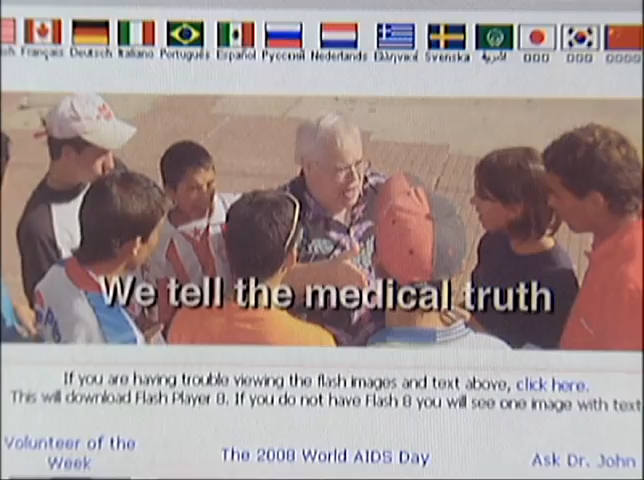 sh Français Deutsch Italiano Português Español Русский Nederlands Ελληνικά Svenska العربية
We tell the medical truth
If you are having trouble viewing the flash images and text above, click here.
This will download Flash Player 8. If you do not have Flash 8 you will see one image with text
Volunteer of the
Week
The 2008 World AIDS Day
Ask Dr. John